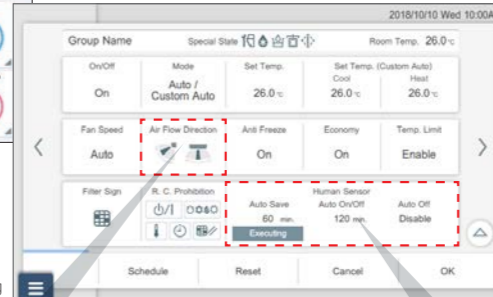 2018/10/10 Wed 10:00A
Group Name Special State Room Temp. 26.0 °C
On/Off Mode Set Temp. Set Temp. (Custom Auto)
Cool Heat
On Auto / Custom Auto 26.0 °C 26.0 °C 26.0 °C
Fan Speed Air Flow Direction Anti Freeze Economy Temp. Limit
Auto On On Enable
Filter Sign R. C. Prohibition Human Sensor
Auto Save Auto On/Off Auto Off
60 min. 120 min. Disable
Executing
Schedule Reset Cancel OK
g